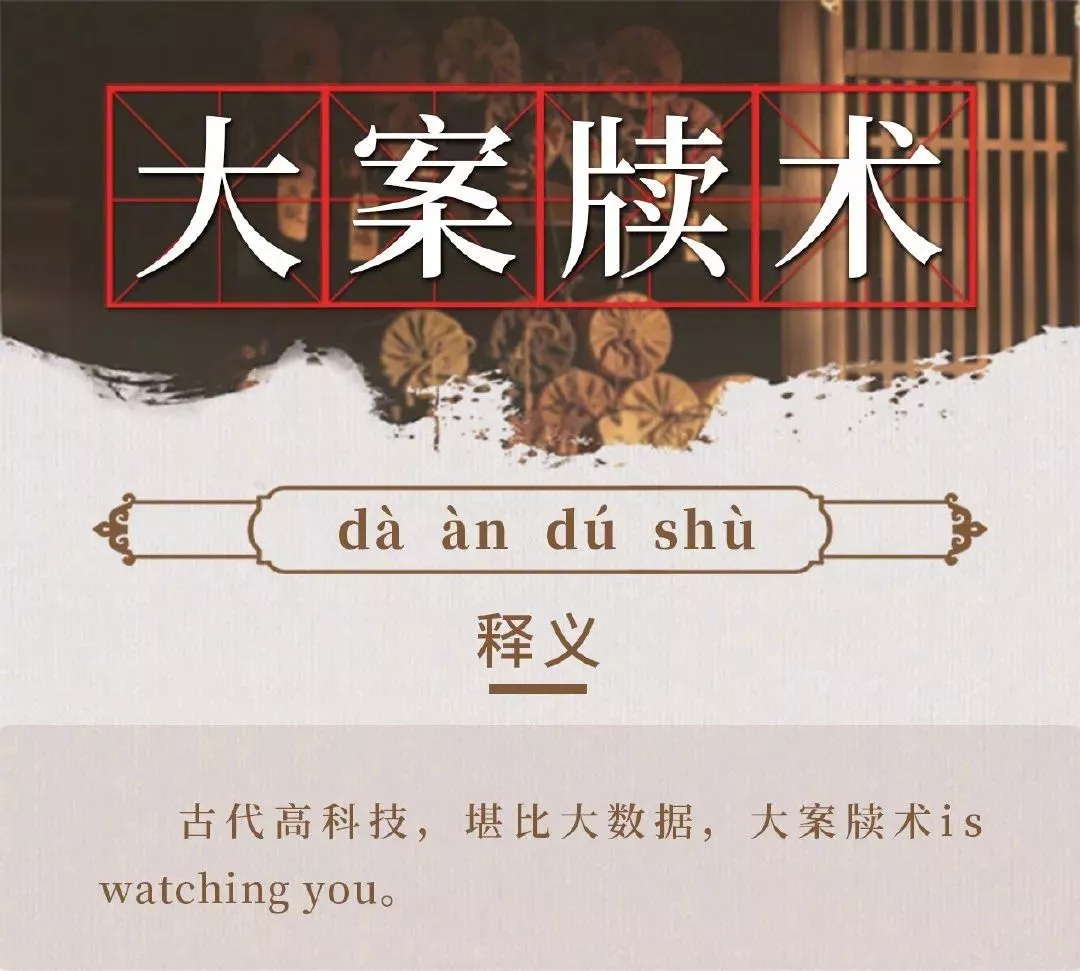 大案牍术
dà àn dú shù
释义
古代高科技，堪比大数据，大案牍术is
watching you。